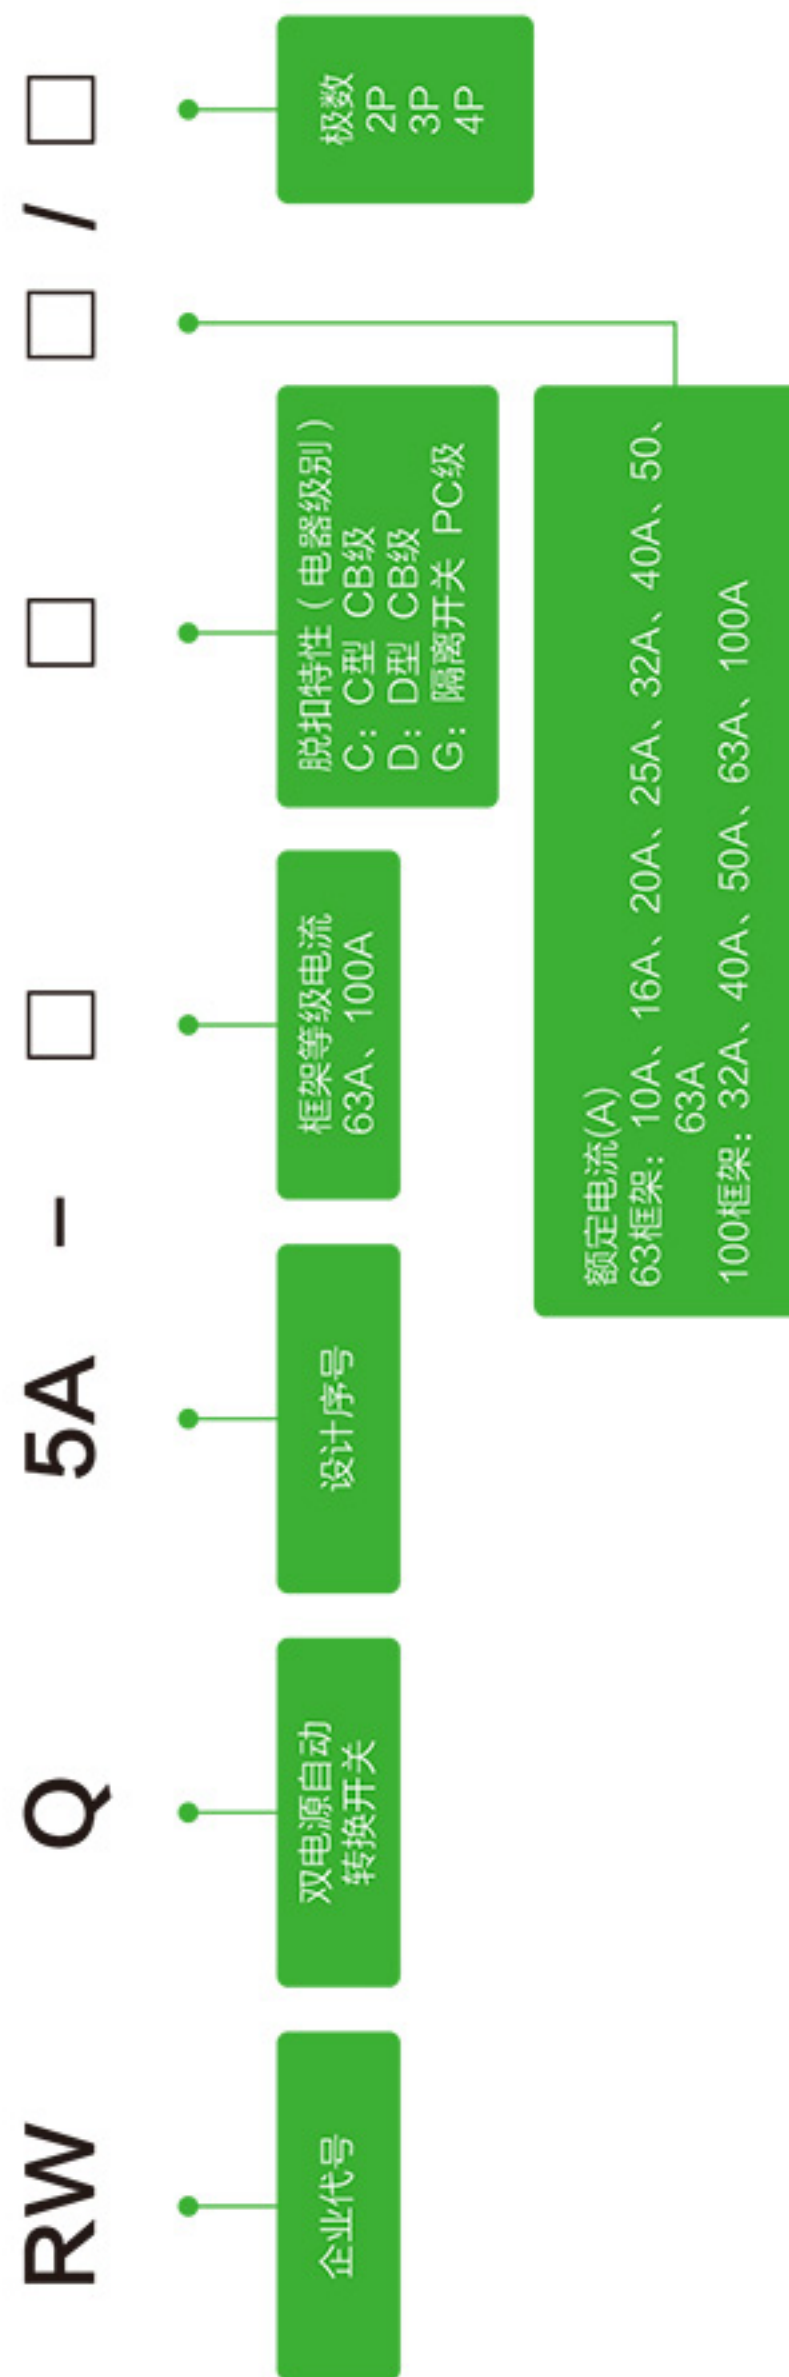 RW Q 5A - □ □ □ / □
企业代号
双电源自动
转换开关
设计序号
框架等级电流
63A、100A
脱扣特性（电器级别）
C：C型 CB级
D：D型 CB级
G：隔离开关 PC级
额定电流(A)
63框架：10A、16A、20A、25A、32A、40A、50、
63A
100框架：32A、40A、50A、63A、100A
极数
2P
3P
4P